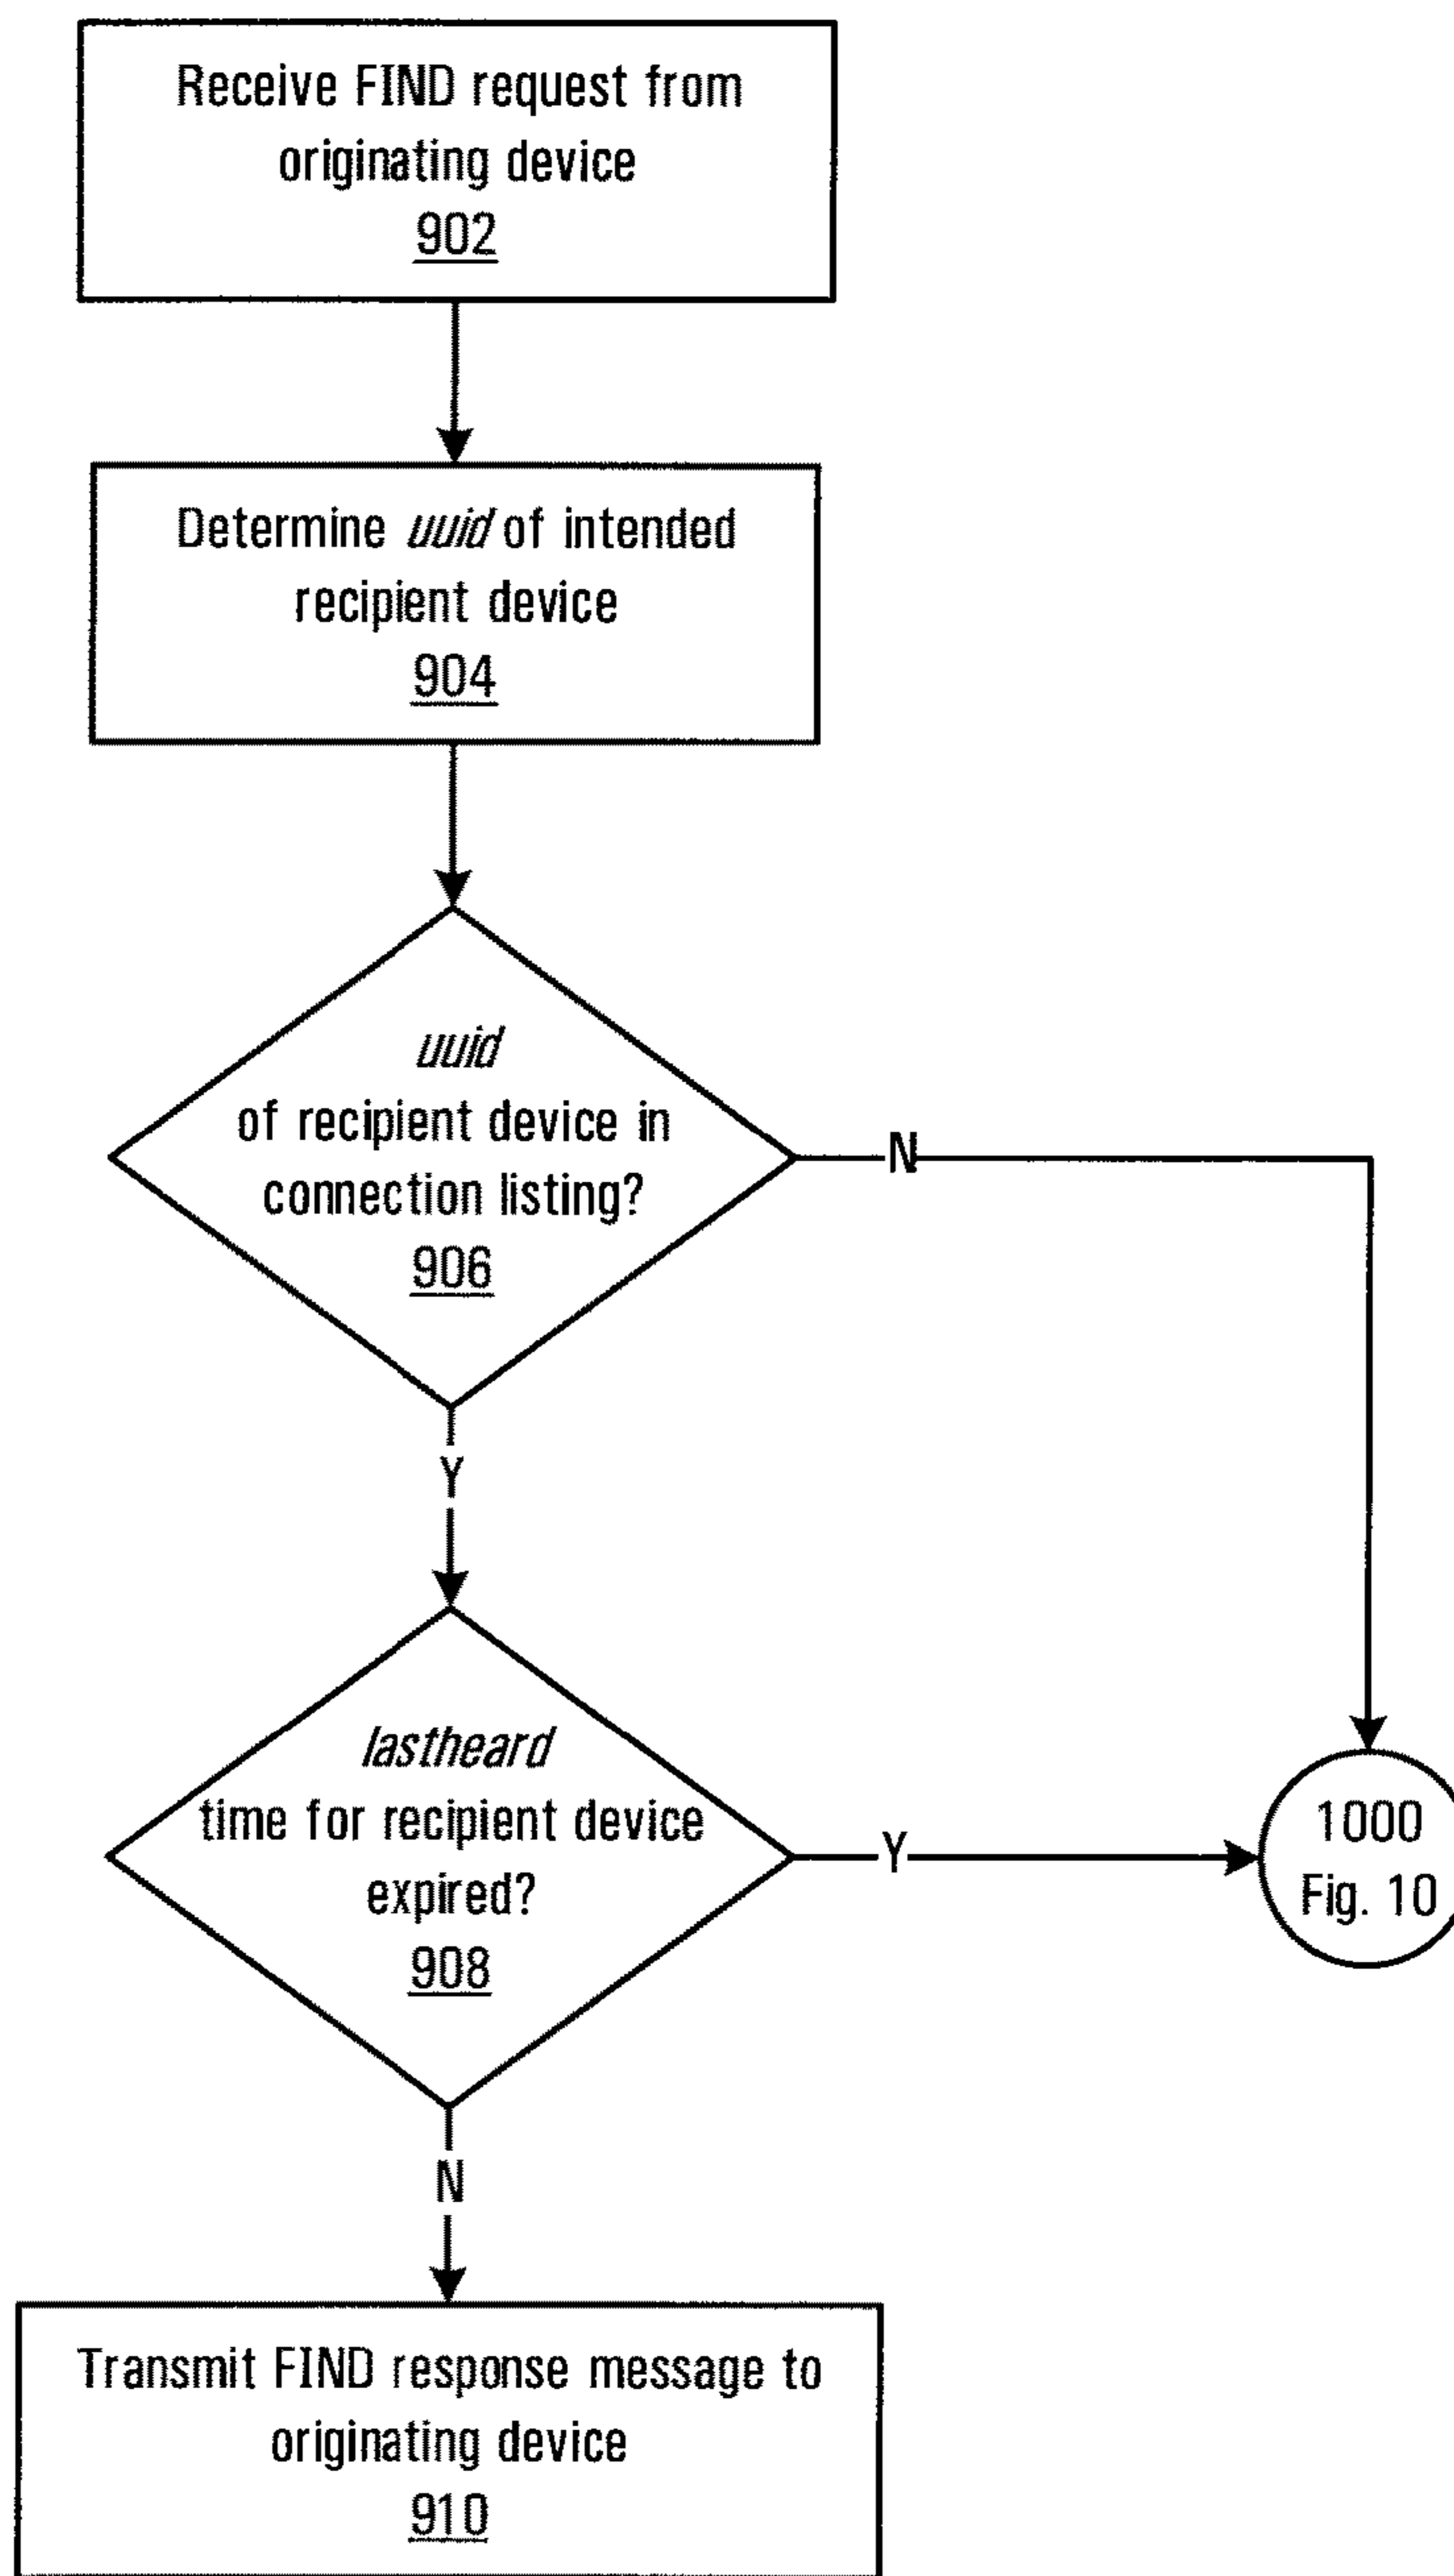 Receive FIND request from
originating device
902
Determine uuid of intended
recipient device
904
uuid
of recipient device in
connection listing?
906
N
Y
lastheard
time for recipient device
expired?
908
Y
1000
Fig. 10
N
Transmit FIND response message to
originating device
910